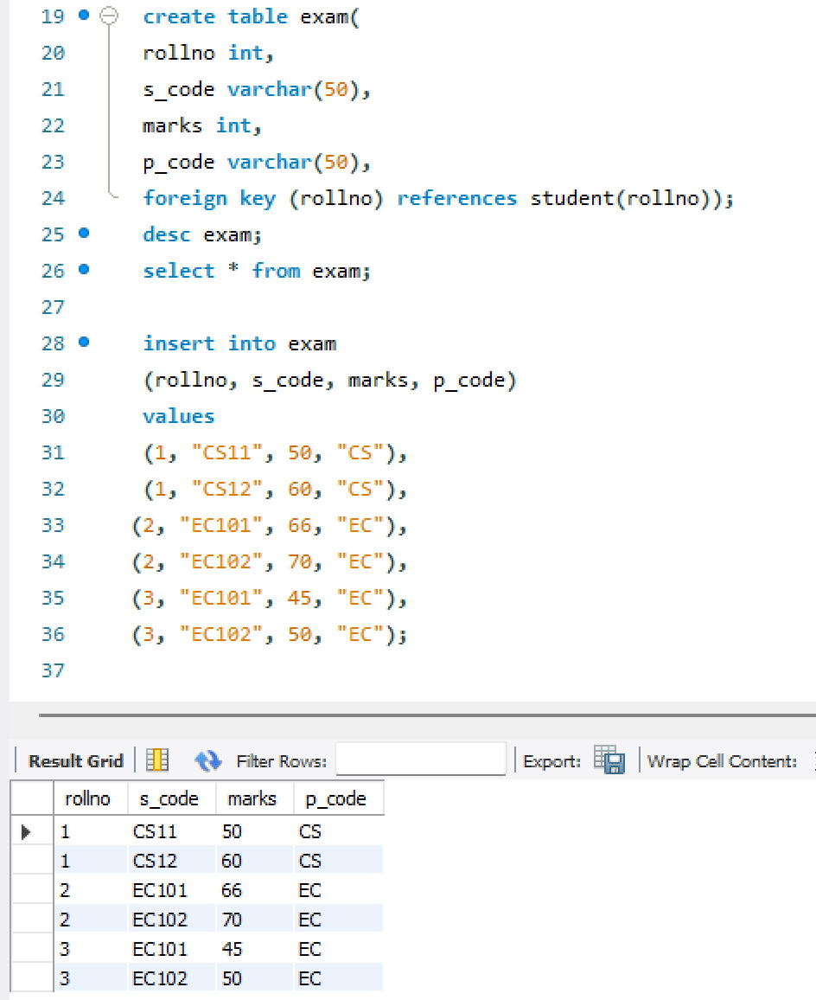 19 create table exam(
20 rollno int,
21 s_code varchar(50),
22 marks int,
23 p_code varchar(50),
24 foreign key (rollno) references student(rollno));
25 desc exam;
26 select * from exam;
27
28 insert into exam
29 (rollno, s_code, marks, p_code)
30 values
31 (1, "CS11", 50, "CS"),
32 (1, "CS12", 60, "CS"),
33 (2, "EC101", 66, "EC"),
34 (2, "EC102", 70, "EC"),
35 (3, "EC101", 45, "EC"),
36 (3, "EC102", 50, "EC");
37
Result Grid Filter Rows: Export: Wrap Cell Content:
rollno s_code marks p_code
1 CS11 50 CS
1 CS12 60 CS
2 EC101 66 EC
2 EC102 70 EC
3 EC101 45 EC
3 EC102 50 EC